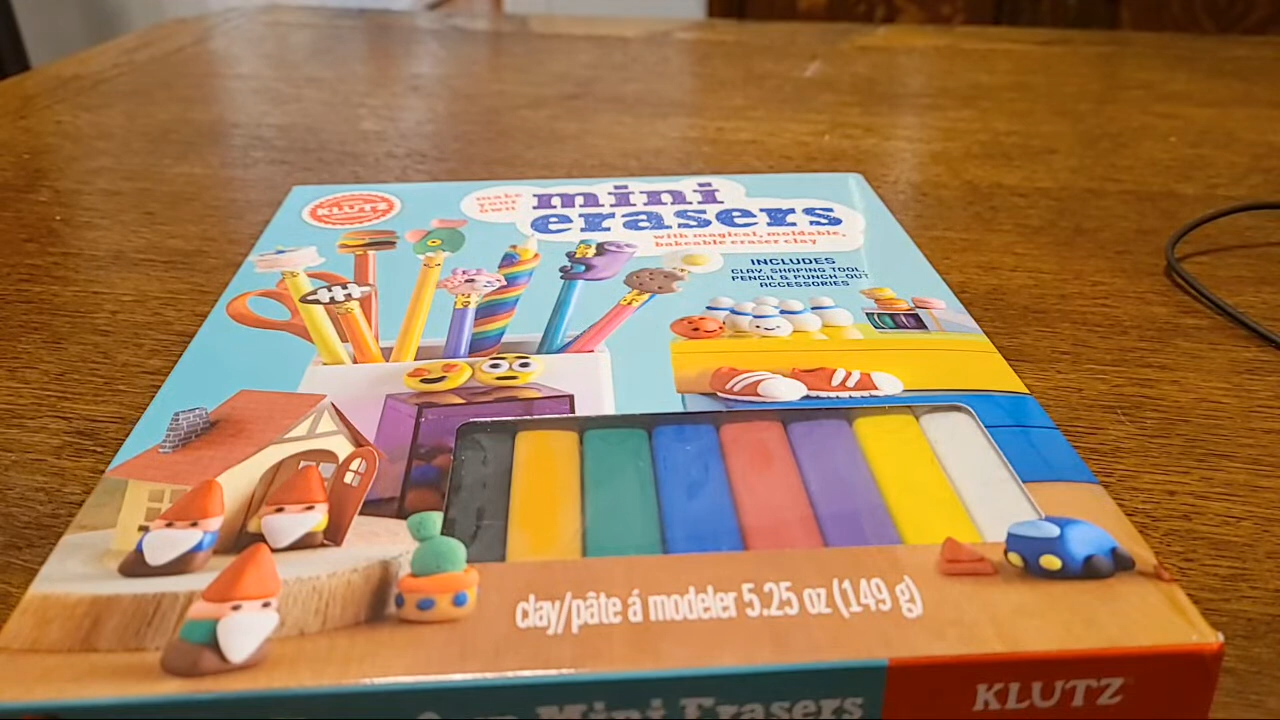 KLUTZ
make
your
own
mini
erasers
with magical, moldable,
bakeable eraser clay
INCLUDES
CLAY, SHAPING TOOL,
PENCIL & PUNCH-OUT
ACCESSORIES
clay/pâte á modeler 5.25 oz (149 g)
Mini Erasers
KLUTZ